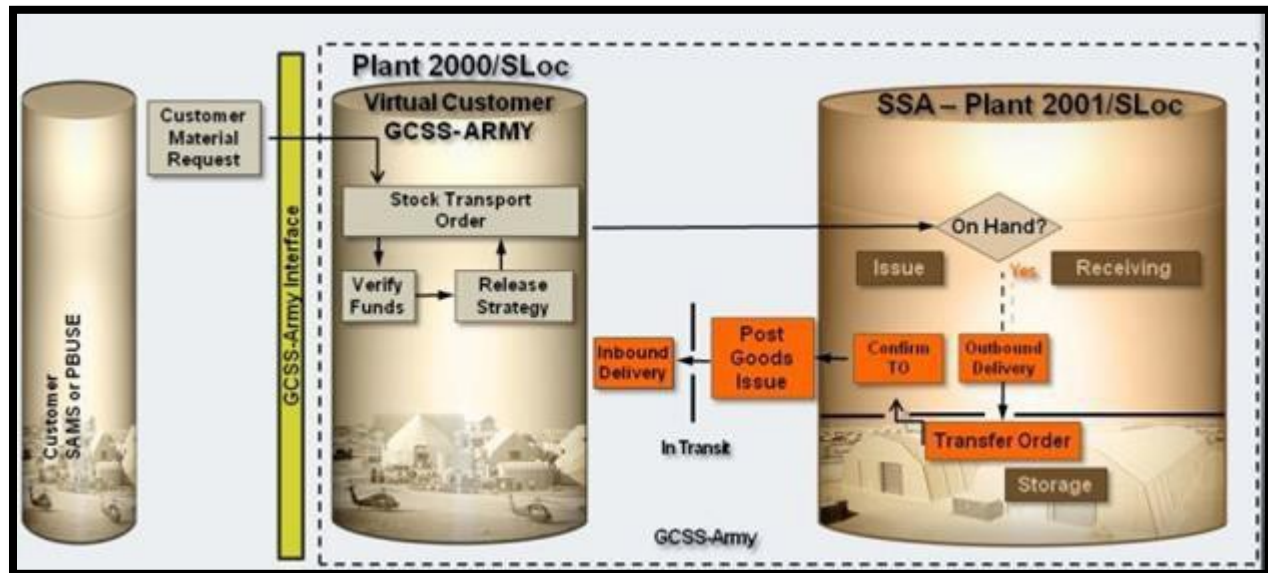 Plant 2000/SLoc
Virtual Customer
GCSS-ARMY
SSA – Plant 2001/SLoc
Customer
Material
Request
GCSS-Army Interface
Customer
SAMS or PBUSE
Stock Transport
Order
Verify
Funds
Release
Strategy
On Hand?
Issue
Yes
Receiving
Inbound
Delivery
Post
Goods
Issue
Confirm
TO
Outbound
Delivery
In Transit
Transfer Order
Storage
GCSS-Army